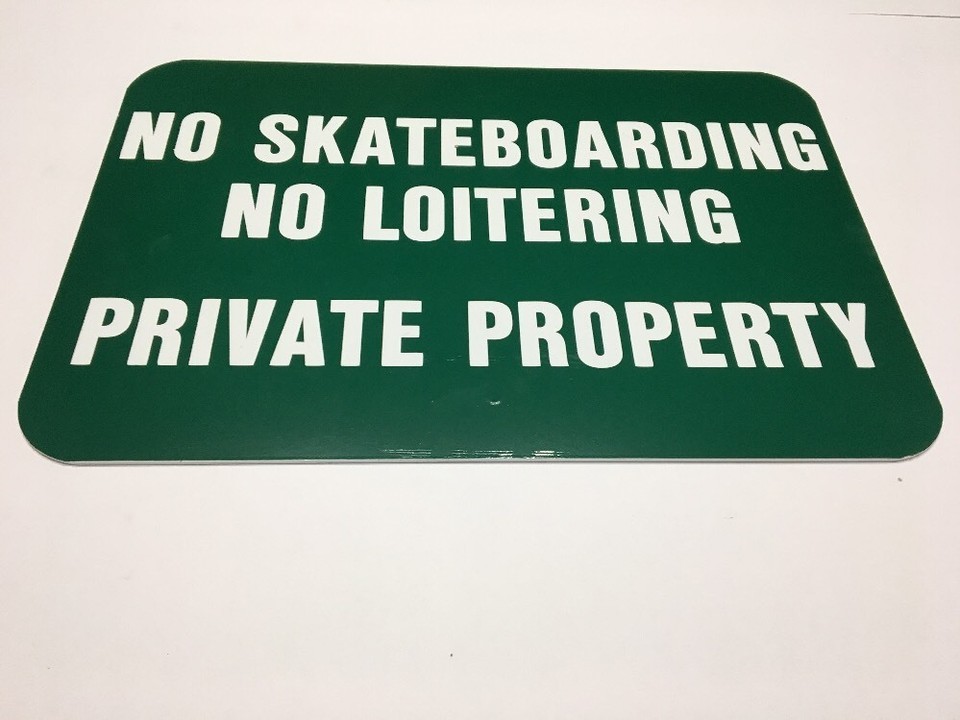 NO SKATEBOARDING
NO LOITERING
PRIVATE PROPERTY